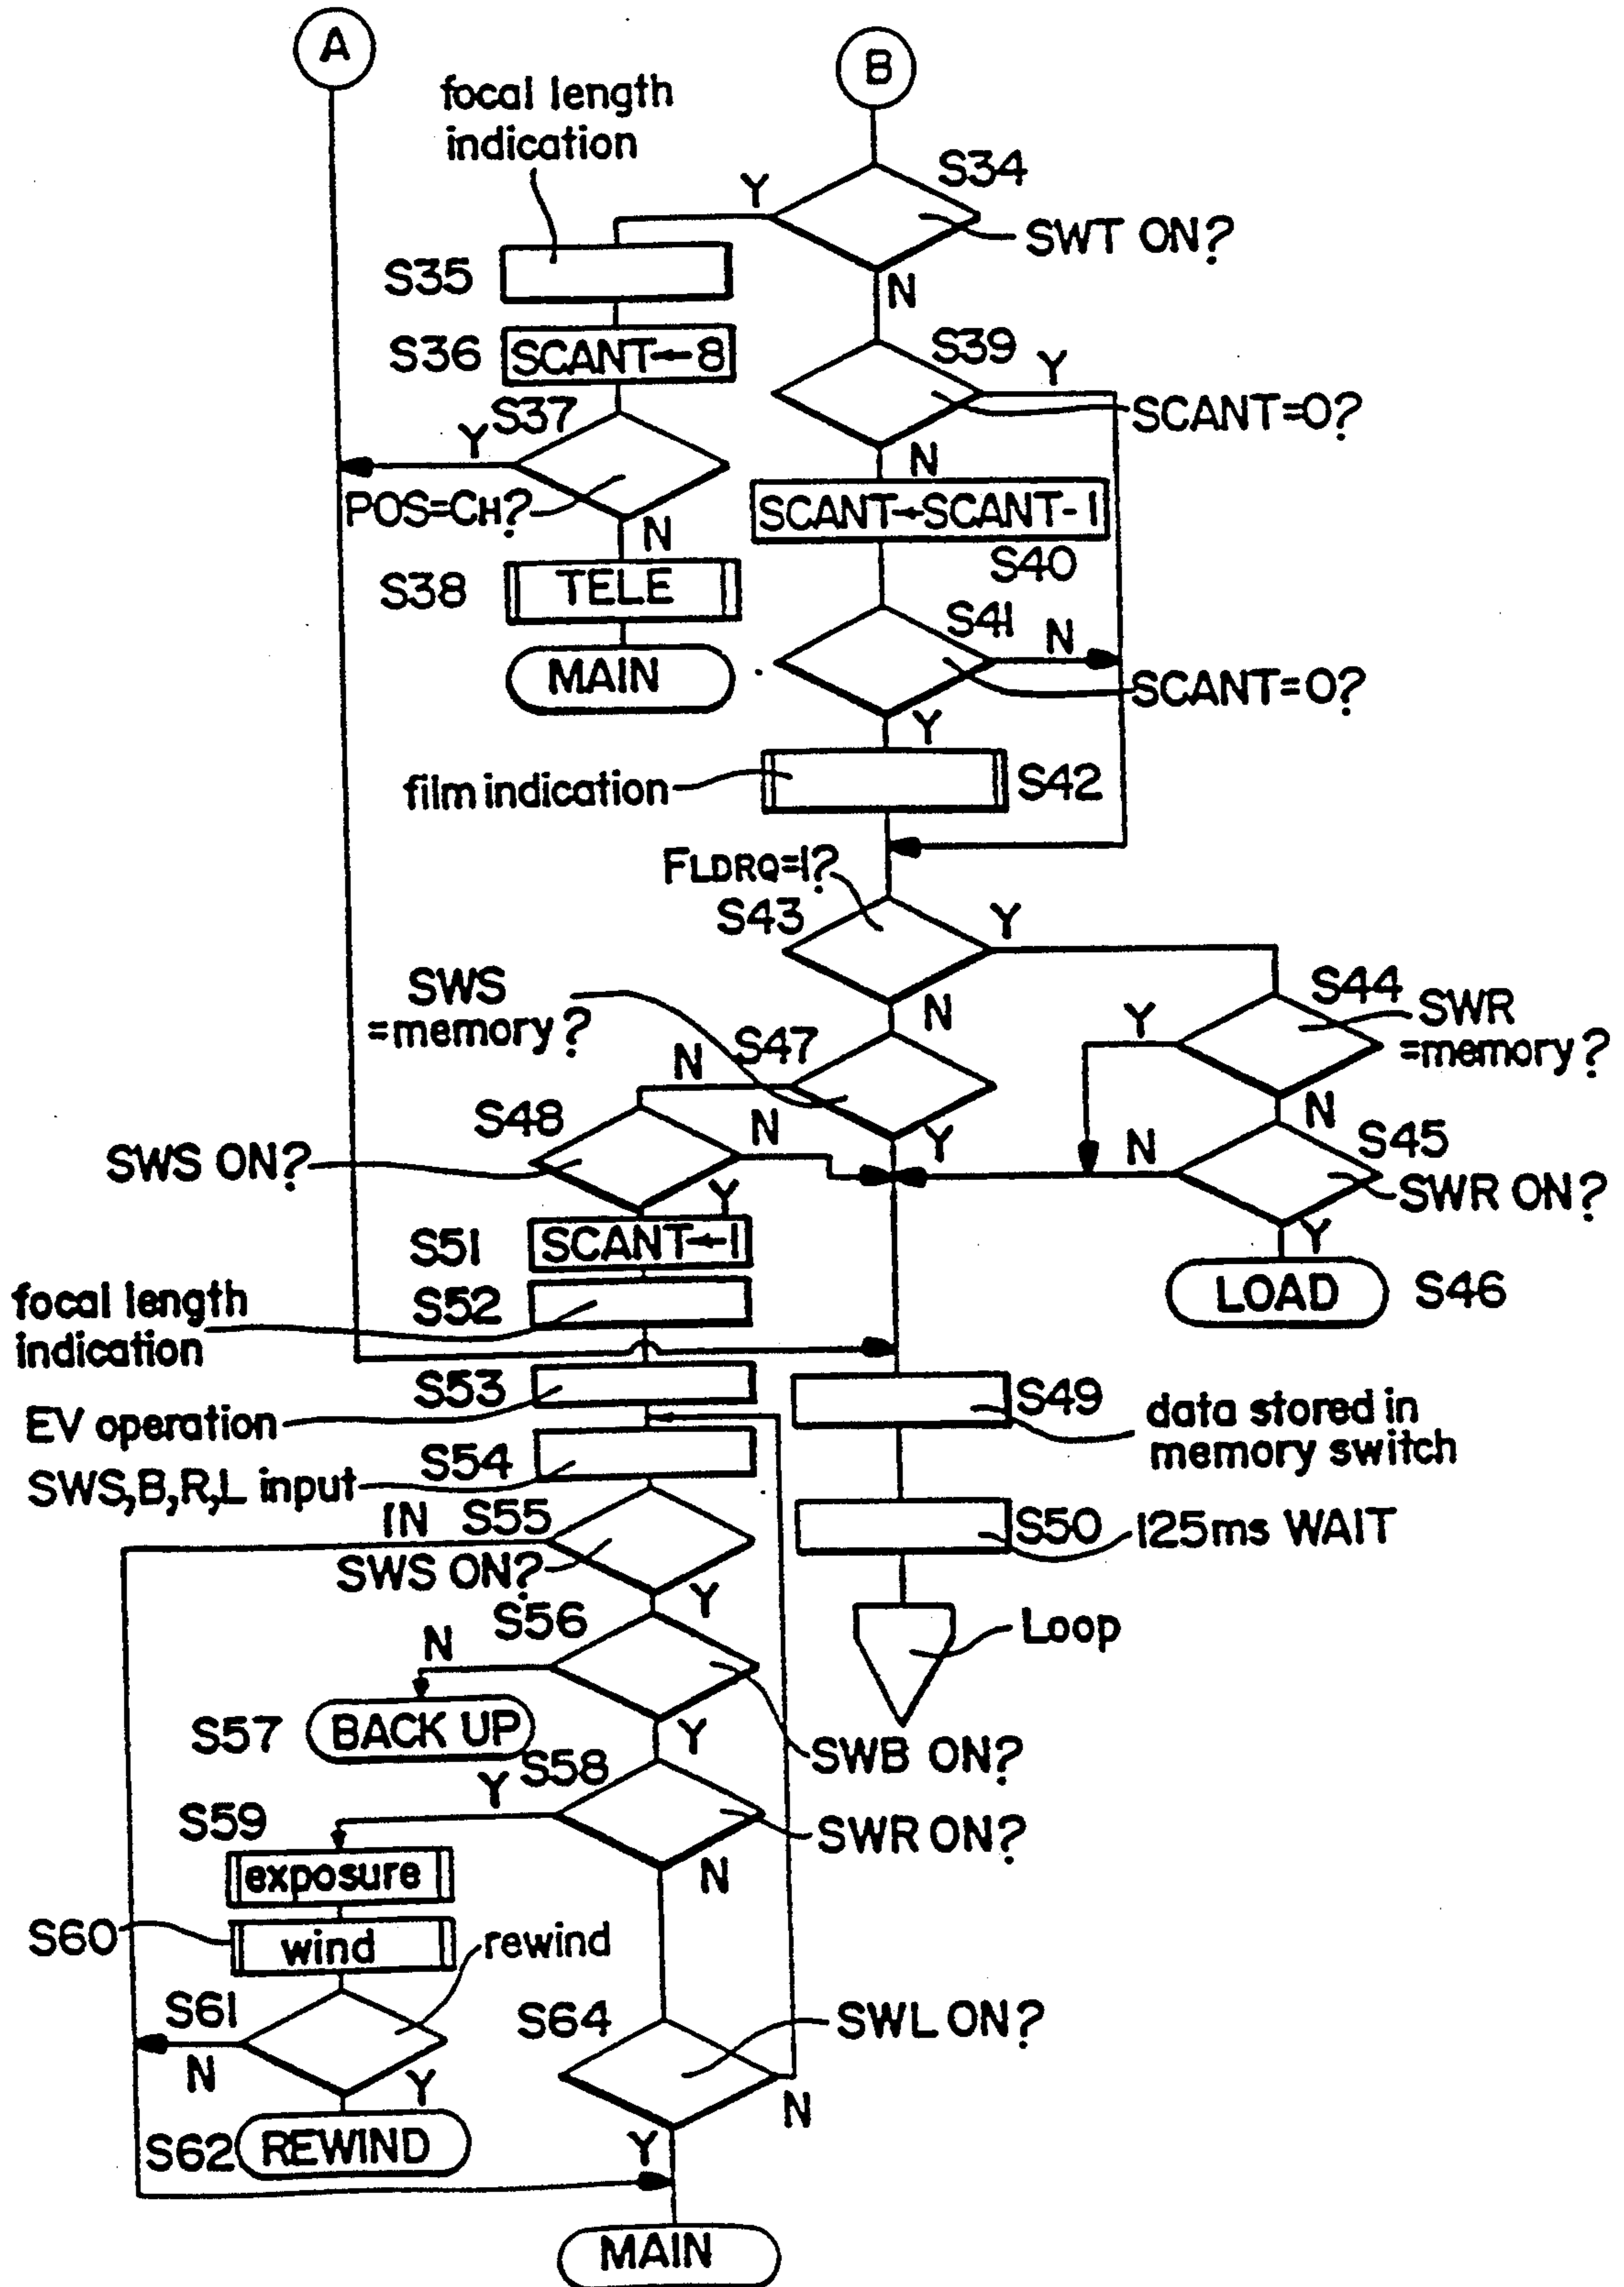 A
B
focal length
indication
S34
Y
SWT ON?
N
S35
S36
SCANT←8
S39
Y
SCANT=0?
S37
Y
POS=CH?
N
N
SCANT←SCANT-1
S40
S38
TELE
MAIN
S41
N
SCANT=0?
Y
film indication
S42
FLDRQ=1?
S43
Y
N
SWS
=memory?
S44
SWR
=memory?
Y
N
S47
N
Y
S48
N
SWS ON?
Y
S45
N
SWR ON?
Y
S51
SCANT←1
LOAD
S46
focal length
indication
S52
S53
EV operation
S49
data stored in
memory switch
S54
SWS,B,R,L input
IN
S55
SWS ON?
Y
S50
125ms WAIT
S56
N
Loop
S57
BACK UP
Y
SWB ON?
S58
Y
SWR ON?
N
S59
exposure
S60
wind
rewind
S61
N
Y
S64
SWL ON?
N
Y
S62
REWIND
MAIN